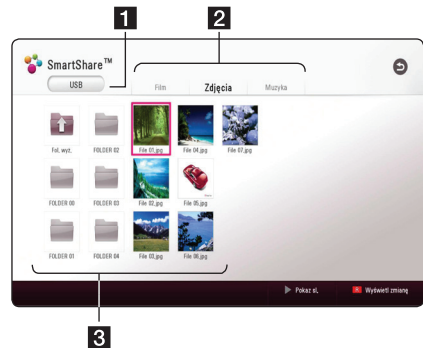 1
2
SmartShare™
USB
Film Zdjęcia Muzyka
Fol. wyż. FOLDER 02 File 01.jpg File 04.jpg File 07.jpg
FOLDER 00 FOLDER 03 File 02.jpg File 05.jpg
FOLDER 01 FOLDER 04 File 03.jpg File 06.jpg
Pokaz sl. Wyświetl zmianę
3